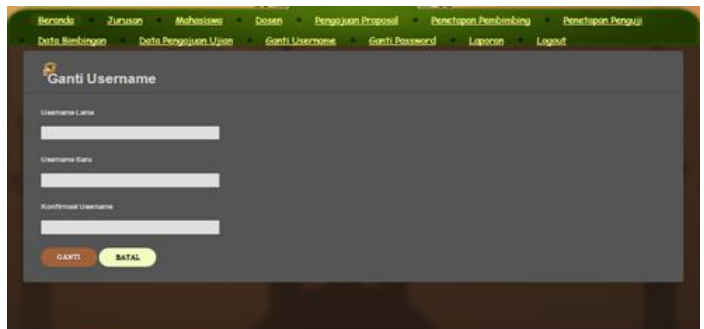 Beranda Jurusan Mahasiswa Dosen Pengajuan Proposal Penetapan Pembimbing Penetapan Penguji
Data Bimbingan Data Pengajuan Ujian Ganti Username Ganti Password Laporan Logout
Ganti Username
Username Lama
Username Baru
Konfirmasi Username
GANTI BATAL